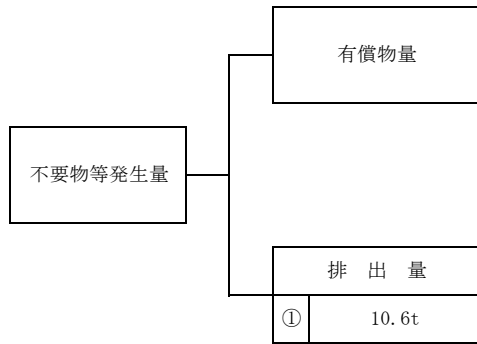 有償物量
不要物等発生量
排 出 量
① 10.6t